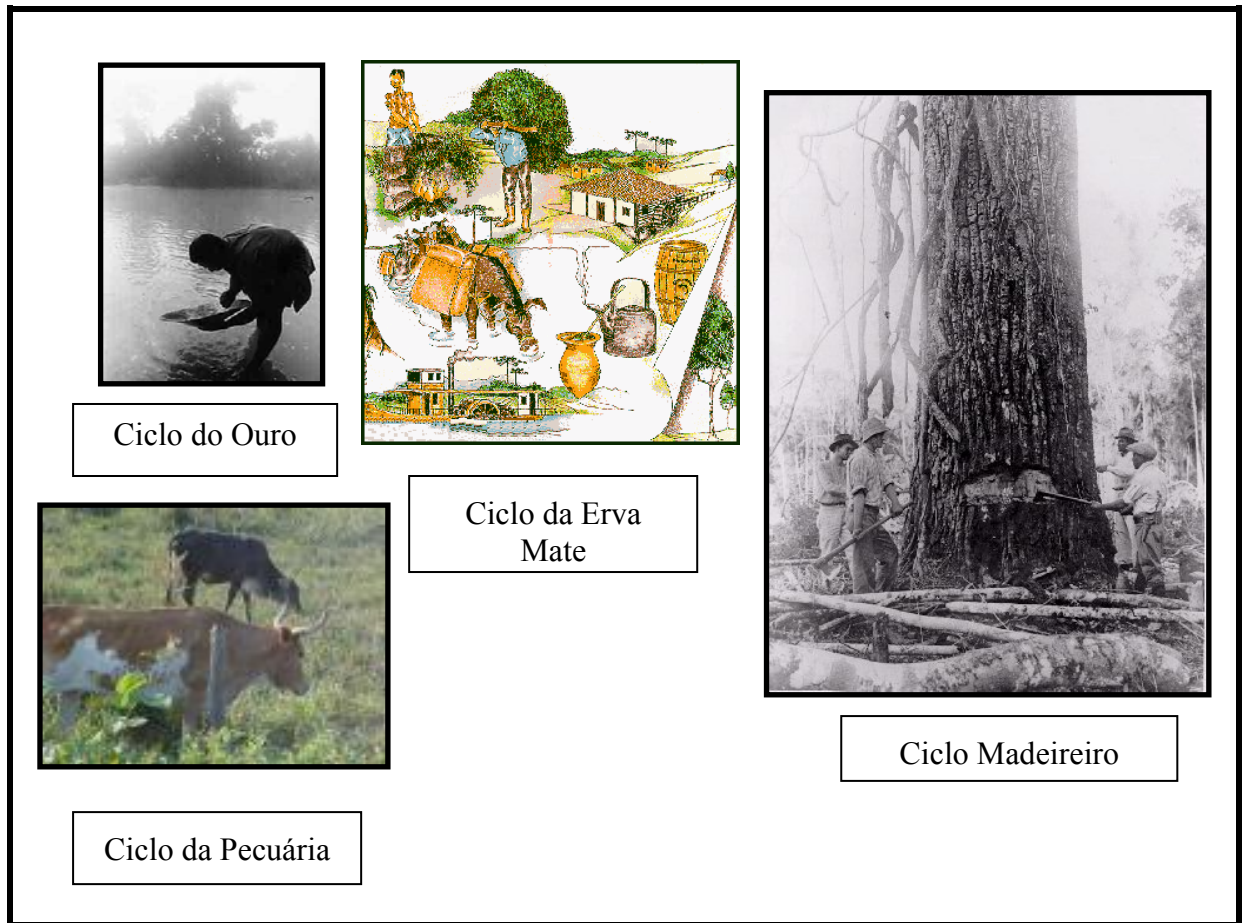 Ciclo do Ouro
Ciclo da Erva
Mate
Ciclo Madeireiro
Ciclo da Pecuária